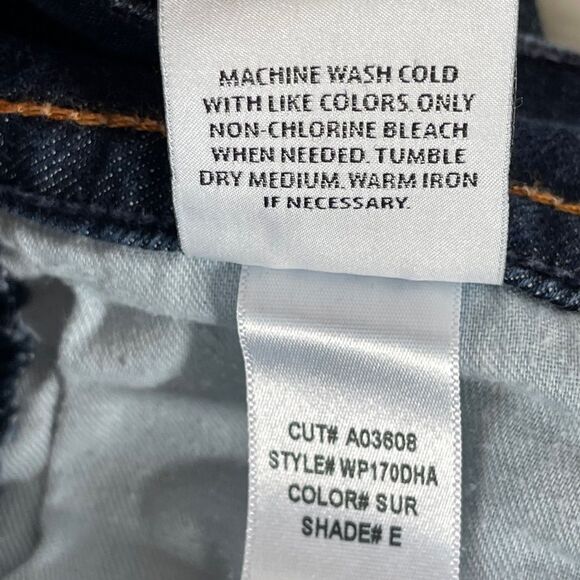 MACHINE WASH COLD
WITH LIKE COLORS. ONLY
NON-CHLORINE BLEACH
WHEN NEEDED. TUMBLE
DRY MEDIUM. WARM IRON
IF NECESSARY.
CUT# A03608
STYLE# WP170DHA
COLOR# SUR
SHADE# E